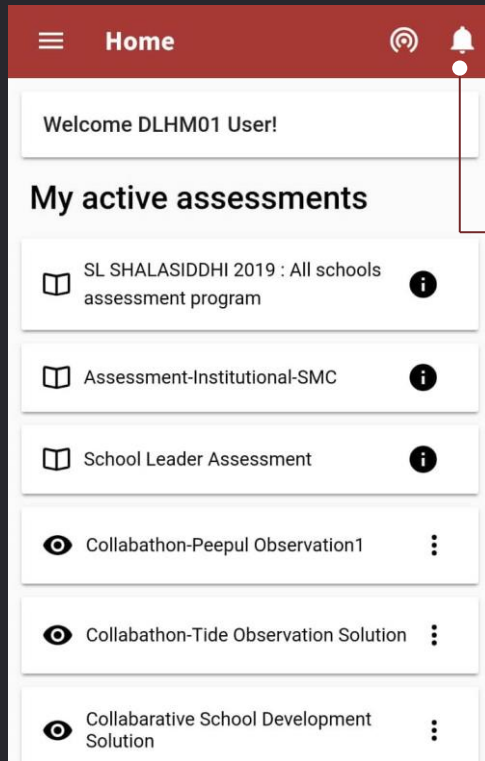 Home
Welcome DLHM01 User!
My active assessments
SL SHALASIDDHI 2019 : All schools
assessment program
Assessment-Institutional-SMC
School Leader Assessment
Collabathon-Peepul Observation1
Collabathon-Tide Observation Solution
Collabarative School Development
Solution